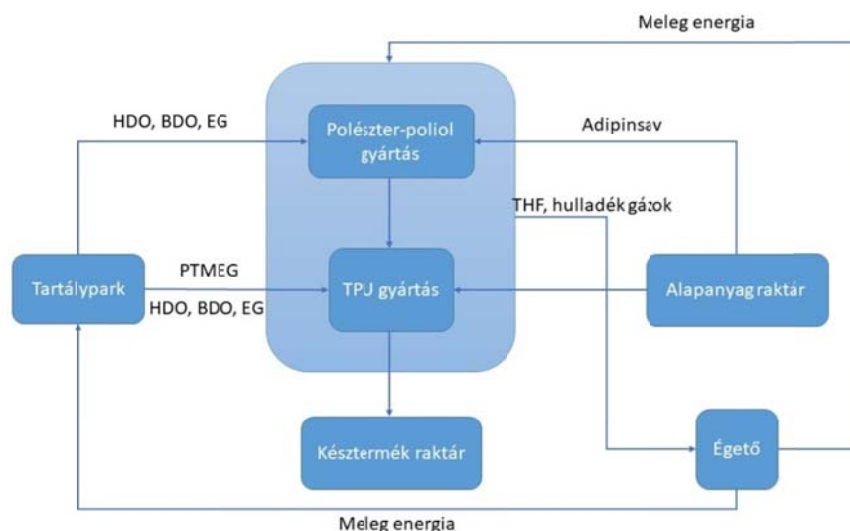 Meleg energia
HDO, BDO, EG
Poliészter-poliol
gyártás
Adipinsav
THF, hulladék gázok
Tartálypark
PTMEG
HDO, BDO, EG
TPU gyártás
Alapanyag raktár
Késztermék raktár
Égető
Meleg energia